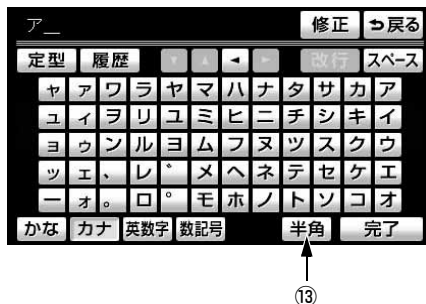 ア_ 修正 戻る
定型 履歴 ▼ ▲ ◄ ► 改行 スペース
ャ ァ ワ ラ ヤ マ ハ ナ タ サ カ ア
ュ ィ ヲ リ ユ ミ ヒ ニ チ シ キ イ
ョ ゥ ン ル ヨ ム フ ヌ ツ ス ク ウ
ッ ェ 、 レ ゛ メ ヘ ネ テ セ ケ エ
ー ォ 。 ロ ゜ モ ホ ノ ト ソ コ オ
かな カナ 英数字 数記号 半角 完了
⑬